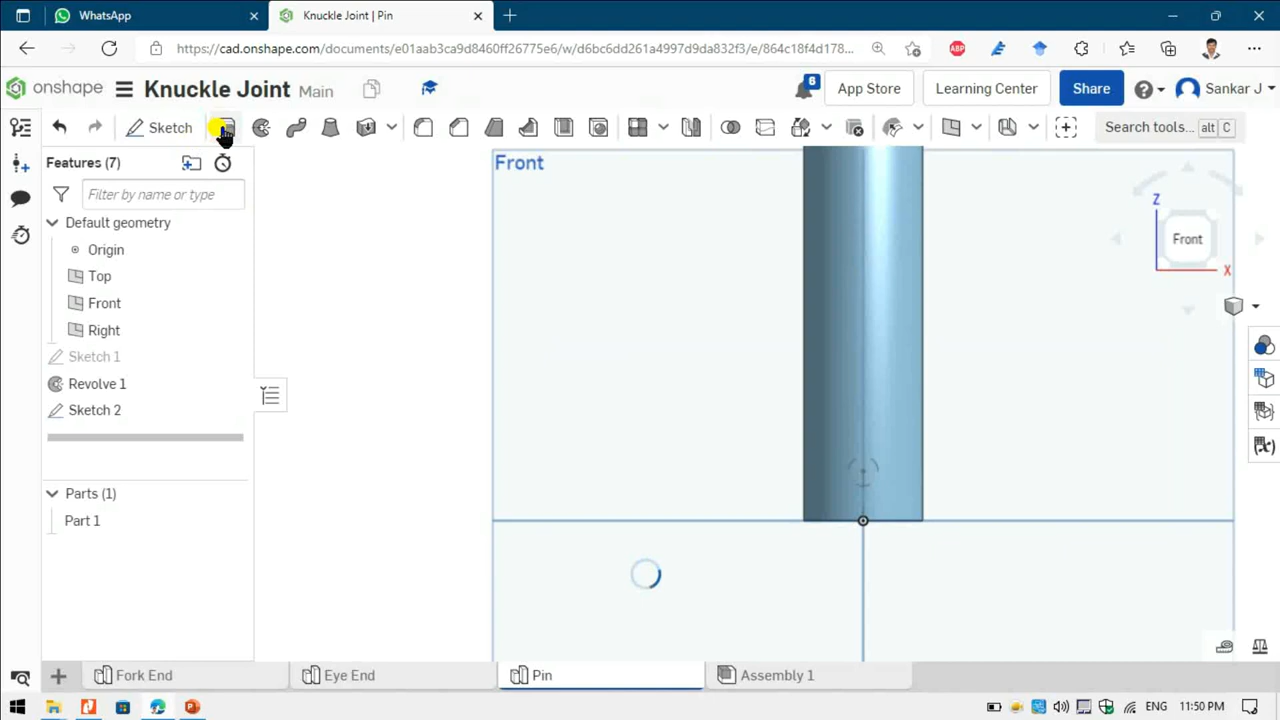 WhatsApp
Knuckle Joint | Pin
https://cad.onshape.com/documents/e01aab3ca9d8460ff26775e6/w/d6bc6dd261a4997d9da832f3/e/864c18f4d178...
ABP
onshape
Knuckle Joint Main
6
App Store
Learning Center
Share
Sankar J
Sketch
Search tools... alt C
Features (7)
Filter by name or type
Default geometry
Origin
Top
Front
Right
Sketch 1
Revolve 1
Sketch 2
Parts (1)
Part 1
Front
Z
Front
X
Fork End
Eye End
Pin
Assembly 1
ENG
11:50 PM